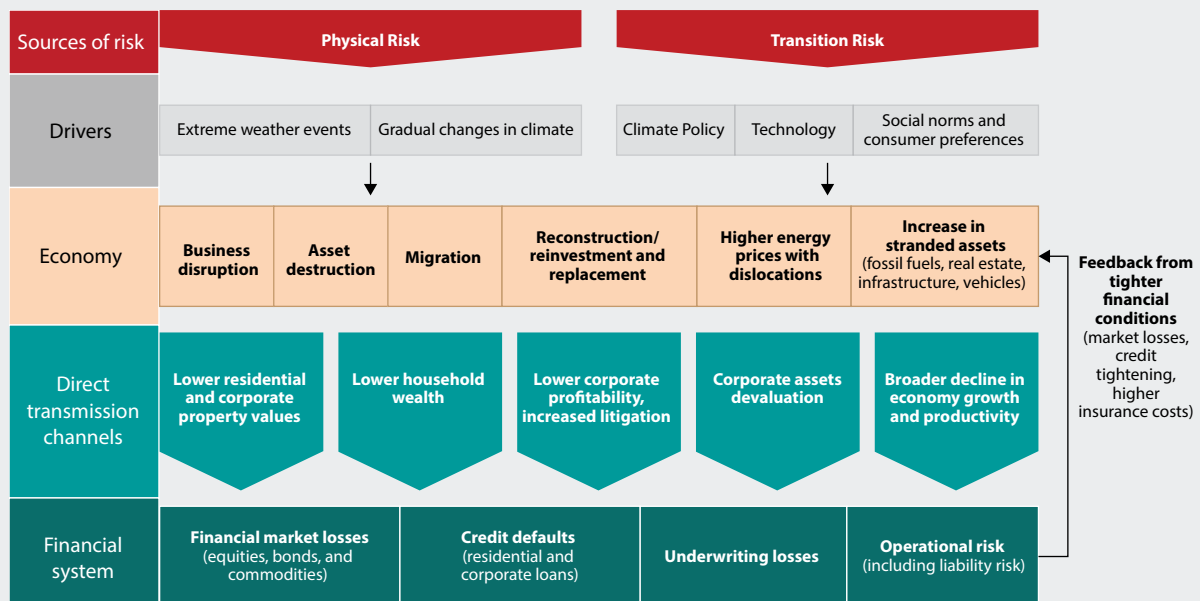 Sources of risk
Physical Risk
Transition Risk
Drivers
Extreme weather events
Gradual changes in climate
Climate Policy
Technology
Social norms and
consumer preferences
Economy
Business
disruption
Asset
destruction
Migration
Reconstruction/
reinvestment and
replacement
Higher energy
prices with
dislocations
Increase in
stranded assets
(fossil fuels, real estate,
infrastructure, vehicles)
Feedback from
tighter
financial
conditions
(market losses,
credit
tightening,
higher
insurance costs)
Direct
transmission
channels
Lower residential
and corporate
property values
Lower household
wealth
Lower corporate
profitability,
increased litigation
Corporate assets
devaluation
Broader decline in
economy growth
and productivity
Financial
system
Financial market losses
(equities, bonds, and
commodities)
Credit defaults
(residential and
corporate loans)
Underwriting losses
Operational risk
(including liability risk)